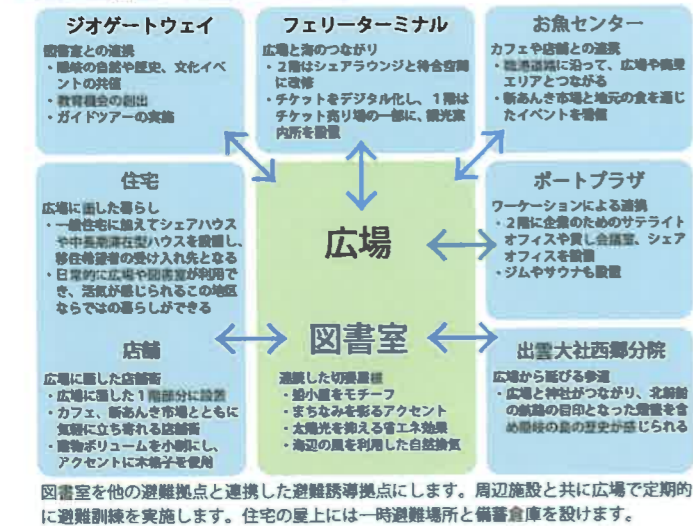 ジオゲートウェイ
図書室との連携
・隠岐の自然や歴史、文化イベ
ントの共催
・教育機会の創出
・ガイドツアーの実施
フェリーターミナル
広場と海のつながり
・2階はシェアラウンジと待合空間
に改修
・チケットをデジタル化し、1階は
チケット売り場の一部に、観光案
内所を設置
お魚センター
カフェや店舗との連携
・臨港道路に沿って、広場や商業
エリアとつながる
・新あんき市場と地元の食を通じ
たイベントを開催
住宅
広場に面した暮らし
・一般住宅に加えてシェアハウス
や中長期滞在型ハウスを設置し、
移住希望者の受け入れ先となる
・日常的に広場や図書室が利用で
き、活気が感じられるこの地区
ならではの暮らしができる
広場
ポートプラザ
ワーケーションによる連携
・2階に企業のためのサテライト
オフィスや貸し会議室、シェア
オフィスを設置
・ジムやサウナも設置
店舗
広場に面した店舗街
・広場に面した1階部分に設置
・カフェ、新あんき市場とともに
気軽に立ち寄れる店舗街
・建物ボリュームを小割にし、
アクセントに木格子を使用
図書室
連続した切妻屋根
・船小屋をモチーフ
・まちなみを彩るアクセント
・太陽光を抑える省エネ効果
・海辺の風を利用した自然換気
出雲大社西郷分院
広場から延びる参道
・広場と神社がつながり、北前船
の航路の目印となった
め隠岐の島の歴史が感じられる
図書室を他の避難拠点と連携した避難誘導拠点にします。周辺施設と共に広場で定期的
に避難訓練を実施します。住宅の屋上には一時避難場所と備蓄倉庫を設けます。